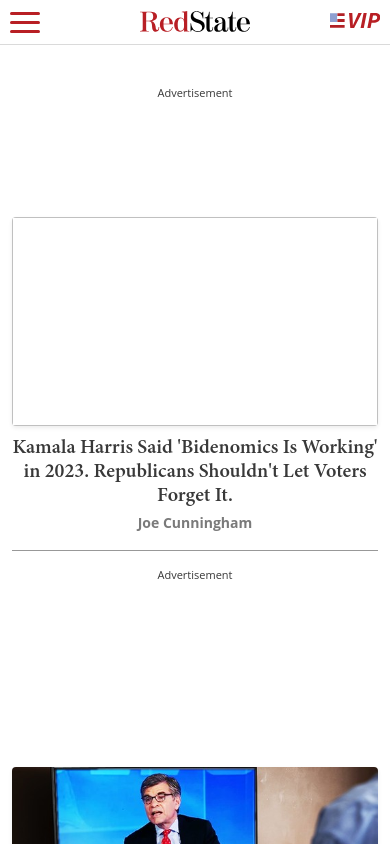 RedState
VIP
Advertisement
Kamala Harris Said 'Bidenomics Is Working'
in 2023. Republicans Shouldn't Let Voters
Forget It.
Joe Cunningham
Advertisement